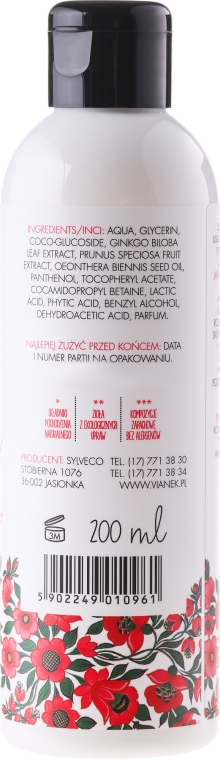 INGREDIENTS/INCI: AQUA, GLYCERIN,
COCO-GLUCOSIDE, GINKGO BILOBA
LEAF EXTRACT, PRUNUS SPECIOSA FRUIT
EXTRACT, OEONTHERA BIENNIS SEED OIL,
PANTHENOL, TOCOPHERYL ACETATE,
COCAMIDOPROPYL BETAINE, LACTIC
ACID, PHYTIC ACID, BENZYL ALCOHOL,
DEHYDROACETIC ACID, PARFUM.
NAJLEPIEJ ZUŻYĆ PRZED KOŃCEM: DATA
I NUMER PARTII NA OPAKOWANIU.
* ** ***
SKŁADNIKI ZIOŁA KOMPOZYCJE
POCHODZENIA Z EKOLOGICZNYCH ZAPACHOWE
NATURALNEGO UPRAW BEZ ALERGENÓW
PRODUCENT: SYLVECO TEL. (17) 771 38 30
STOBIERNA 1076 TEL. (17) 771 38 34
36-002 JASIONKA WWW.VIANEK.PL
3M 200 ml
5 902249 010961